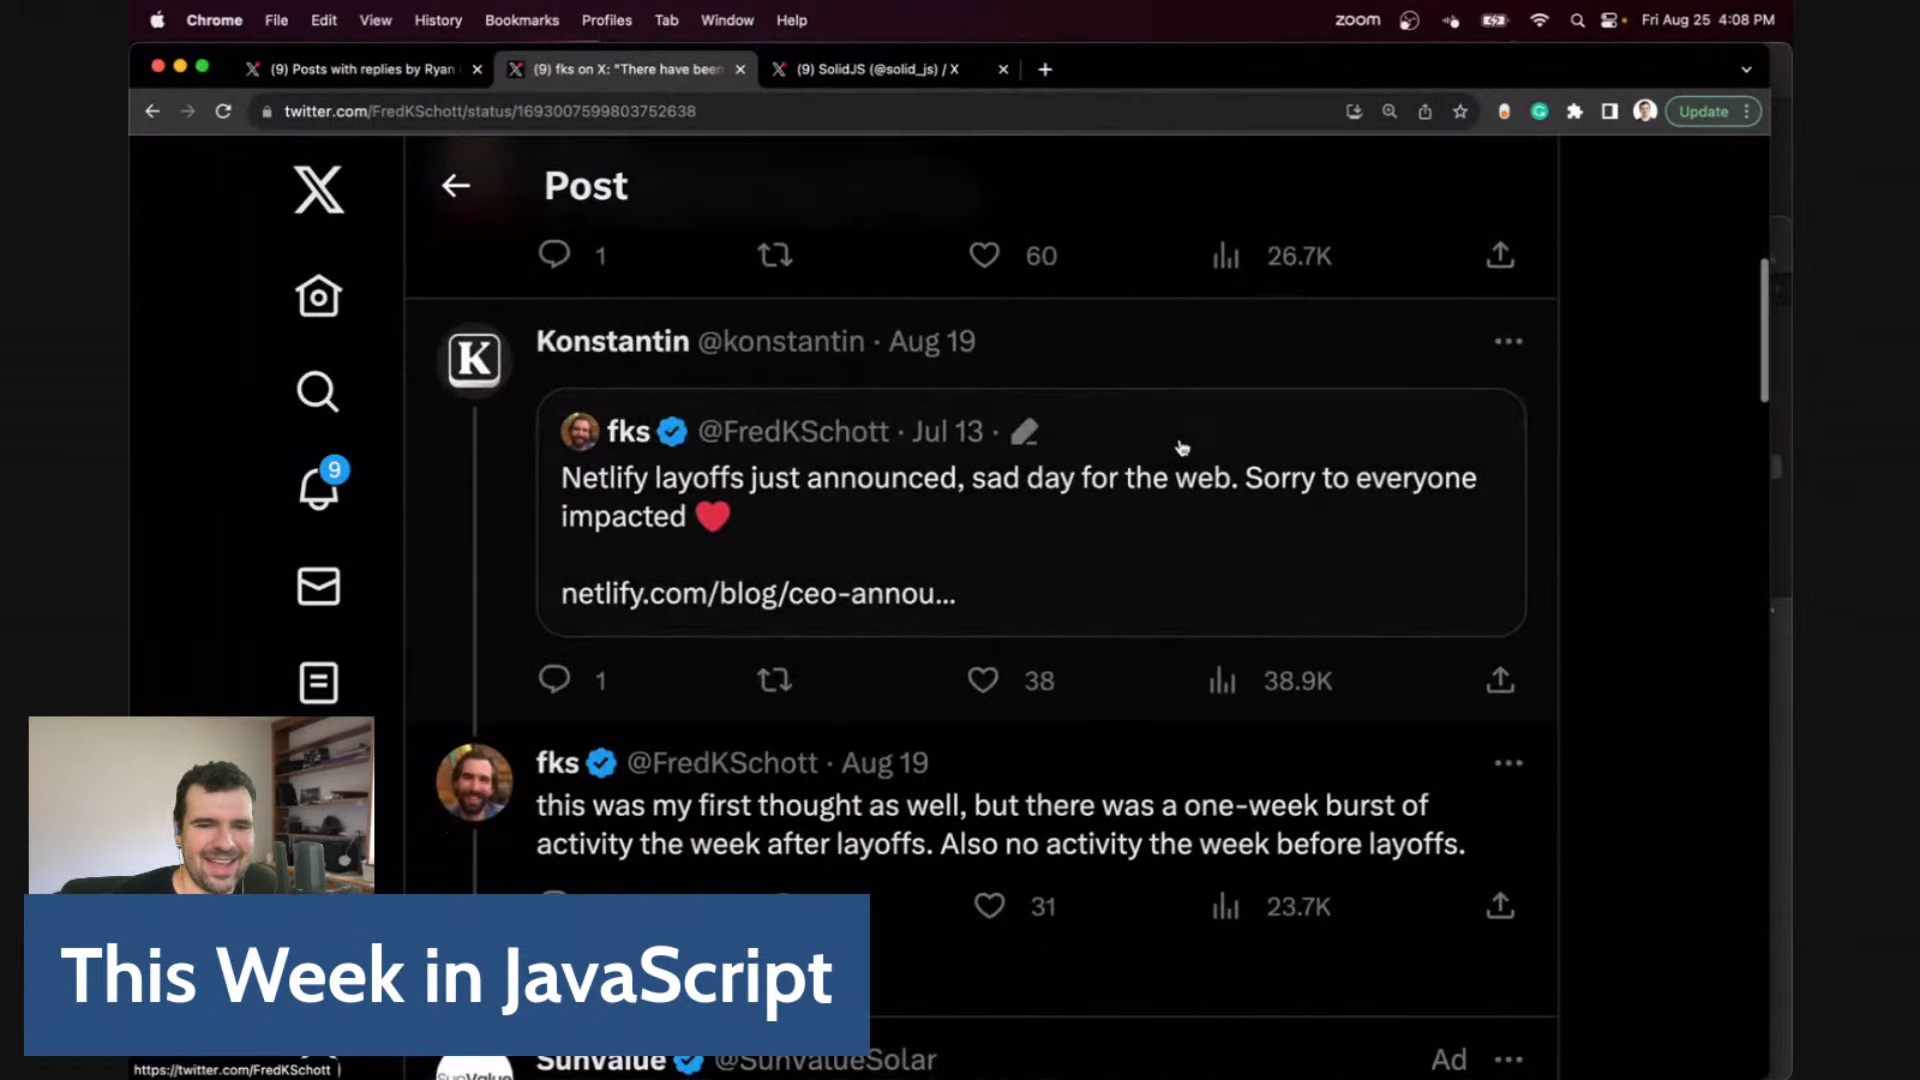 Chrome File Edit View History Bookmarks Profiles Tab Window Help zoom Fri Aug 25 4:08 PM
(9) Posts with replies by Ryan
(9) fks on X: "There have been
(9) SolidJS (@solid_js) / X
twitter.com/FredKSchott/status/1693007599803752638
Update
Post
1 60 26.7K
Konstantin @konstantin · Aug 19
K
fks @FredKSchott · Jul 13 ·
Netlify layoffs just announced, sad day for the web. Sorry to everyone
impacted ❤️
netlify.com/blog/ceo-annou...
9
1 38 38.9K
fks @FredKSchott · Aug 19
this was my first thought as well, but there was a one-week burst of
activity the week after layoffs. Also no activity the week before layoffs.
31 23.7K
This Week in JavaScript
SunValue @SunValueSolar Ad
SunValue
https://twitter.com/FredKSchott